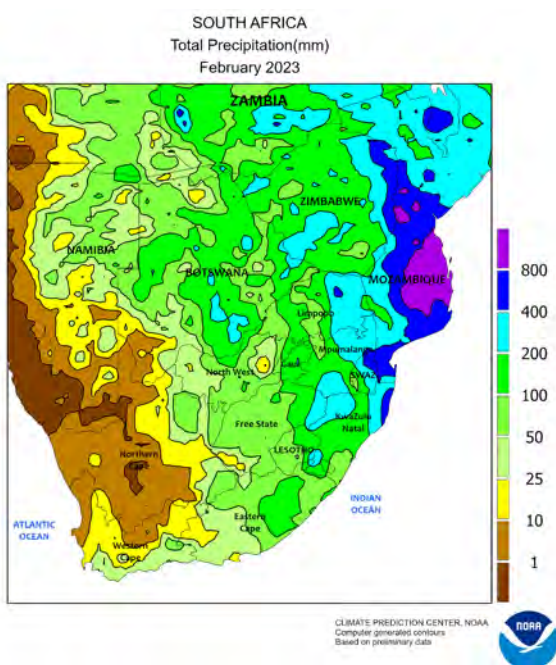 SOUTH AFRICA
Total Precipitation(mm)
February 2023
ZAMBIA
ZIMBABWE
NAMIBIA
BOTSWANA
MOZAMBIQUE
Limpopo
Mpumalanga
North West
Gaut
SWAZI
Free State
KwaZulu
Natal
LESOTHO
Northern
Cape
Eastern
Cape
Western
Cape
ATLANTIC
OCEAN
INDIAN
OCEAN
800
400
200
100
50
25
10
1
CLIMATE PREDICTION CENTER, NOAA
Computer generated contours
Based on preliminary data
NOAA